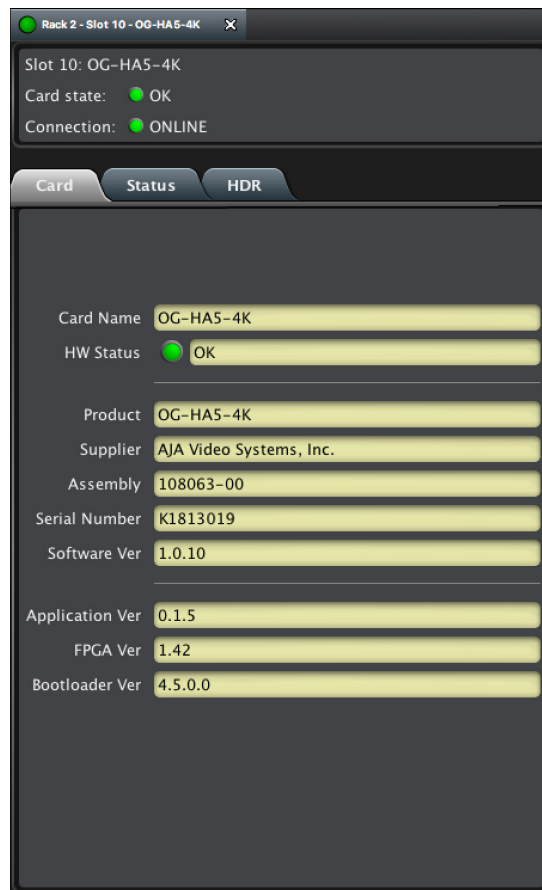 Rack 2 - Slot 10 - OG-HA5-4K
Slot 10: OG-HA5-4K
Card state: OK
Connection: ONLINE
Card Status HDR
Card Name OG-HA5-4K
HW Status OK
Product OG-HA5-4K
Supplier AJA Video Systems, Inc.
Assembly 108063-00
Serial Number K1813019
Software Ver 1.0.10
Application Ver 0.1.5
FPGA Ver 1.42
Bootloader Ver 4.5.0.0